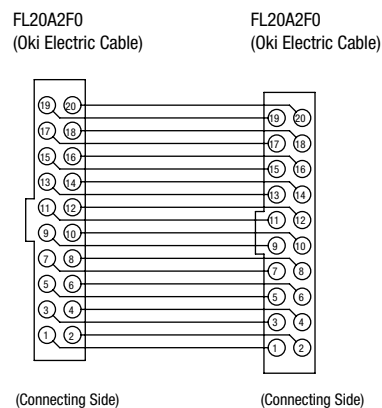 FL20A2F0 FL20A2F0
(Oki Electric Cable) (Oki Electric Cable)
19 20 19 20
17 18 17 18
15 16 15 16
13 14 13 14
11 12 11 12
9 10 9 10
7 8 7 8
5 6 5 6
3 4 3 4
1 2 1 2
(Connecting Side) (Connecting Side)